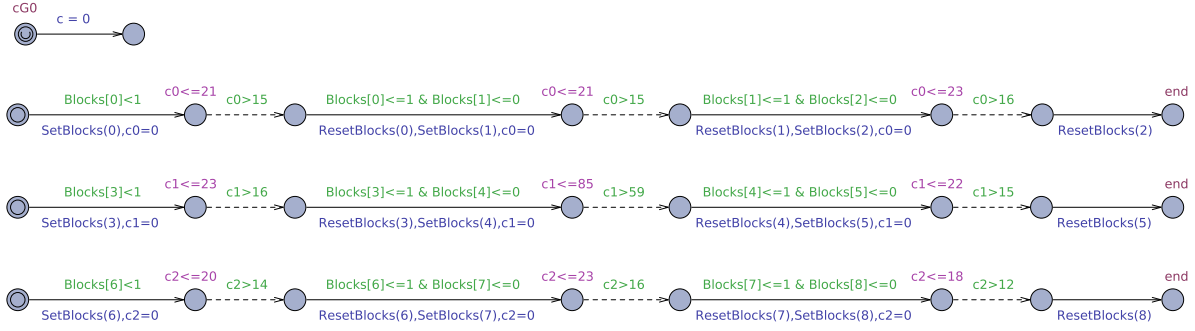 cG0
c = 0
c0<=21 c0<=21 c0<=23 end
Blocks[0]<1 c0>15 Blocks[0]<=1 & Blocks[1]<=0 c0>15 Blocks[1]<=1 & Blocks[2]<=0 c0>16
SetBlocks(0),c0=0 ResetBlocks(0),SetBlocks(1),c0=0 ResetBlocks(1),SetBlocks(2),c0=0 ResetBlocks(2)
c1<=23 c1<=85 c1<=22 end
Blocks[3]<1 c1>16 Blocks[3]<=1 & Blocks[4]<=0 c1>59 Blocks[4]<=1 & Blocks[5]<=0 c1>15
SetBlocks(3),c1=0 ResetBlocks(3),SetBlocks(4),c1=0 ResetBlocks(4),SetBlocks(5),c1=0 ResetBlocks(5)
c2<=20 c2<=23 c2<=18 end
Blocks[6]<1 c2>14 Blocks[6]<=1 & Blocks[7]<=0 c2>16 Blocks[7]<=1 & Blocks[8]<=0 c2>12
SetBlocks(6),c2=0 ResetBlocks(6),SetBlocks(7),c2=0 ResetBlocks(7),SetBlocks(8),c2=0 ResetBlocks(8)